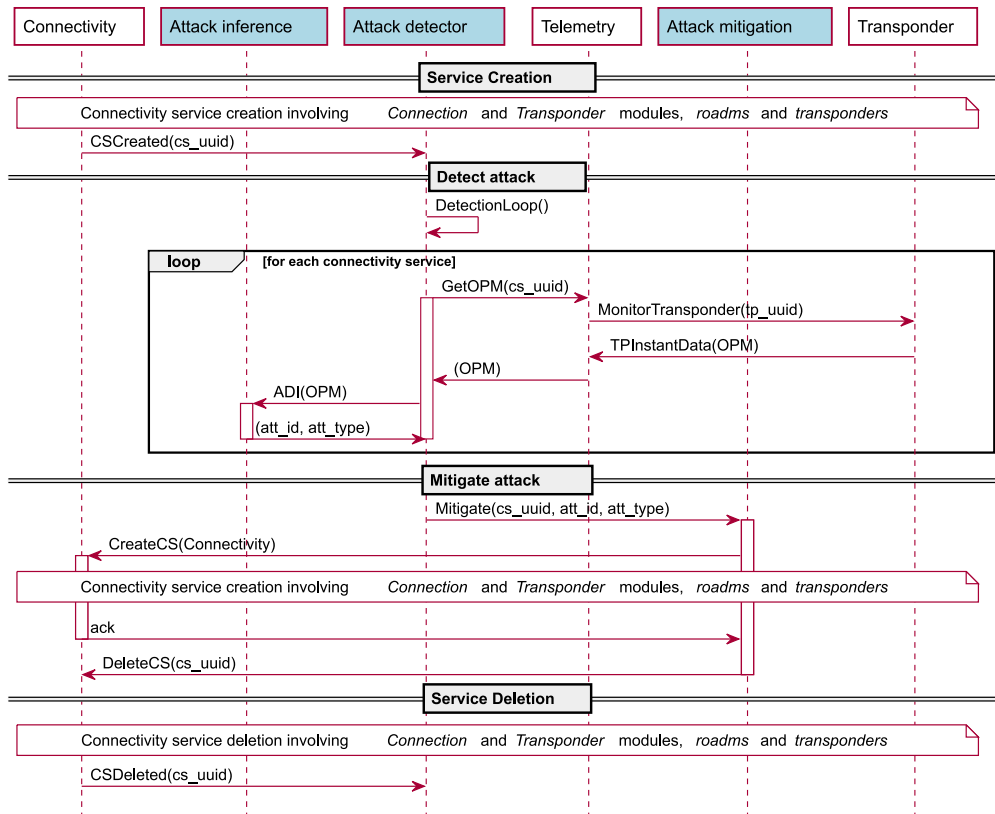 Connectivity
Attack inference
Attack detector
Telemetry
Attack mitigation
Transponder
Service Creation
Connectivity service creation involving Connection and Transponder modules, roadms and transponders
CSCreated(cs_uuid)
Detect attack
DetectionLoop()
loop
[for each connectivity service]
GetOPM(cs_uuid)
MonitorTransponder(tp_uuid)
TPInstantData(OPM)
(OPM)
ADI(OPM)
(att_id, att_type)
Mitigate attack
Mitigate(cs_uuid, att_id, att_type)
CreateCS(Connectivity)
Connectivity service creation involving Connection and Transponder modules, roadms and transponders
ack
DeleteCS(cs_uuid)
Service Deletion
Connectivity service deletion involving Connection and Transponder modules, roadms and transponders
CSDeleted(cs_uuid)